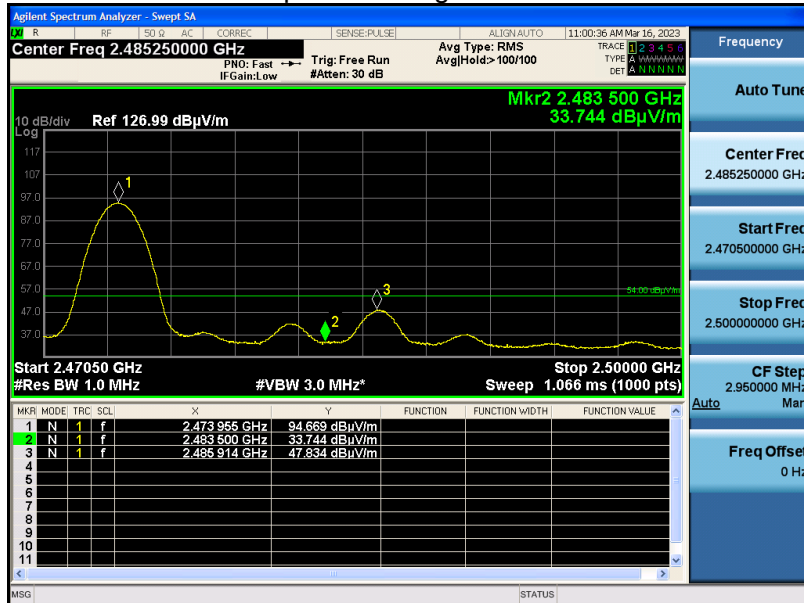 Agilent Spectrum Analyzer - Swept SA
LXI R RF 50 Ω AC CORREC SENSE:PULSE ALIGN AUTO 11:00:36 AM Mar 16, 2023
Center Freq 2.485250000 GHz Avg Type: RMS TRACE 1 2 3 4 5 6
PNO: Fast Trig: Free Run Avg|Hold:>100/100 TYPE A WWWWW
IFGain:Low #Atten: 30 dB DET A N N N N N
Mkr2 2.483 500 GHz
10 dB/div Ref 126.99 dBµV/m 33.744 dBµV/m
Log
117
107
97.0
87.0
77.0
67.0
57.0
47.0
37.0
1
2
3
54.00 dBµV/m
Start 2.47050 GHz Stop 2.50000 GHz
#Res BW 1.0 MHz #VBW 3.0 MHz* Sweep 1.066 ms (1000 pts)
MKR MODE TRC SCL X Y FUNCTION FUNCTION WIDTH FUNCTION VALUE
1 N 1 f 2.473 955 GHz 94.669 dBµV/m
2 N 1 f 2.483 500 GHz 33.744 dBµV/m
3 N 1 f 2.485 914 GHz 47.834 dBµV/m
4
5
6
7
8
9
10
11
MSG STATUS
Frequency
Auto Tune
Center Freq
2.485250000 GHz
Start Freq
2.470500000 GHz
Stop Freq
2.500000000 GHz
CF Step
2.950000 MHz
Auto Man
Freq Offset
0 Hz